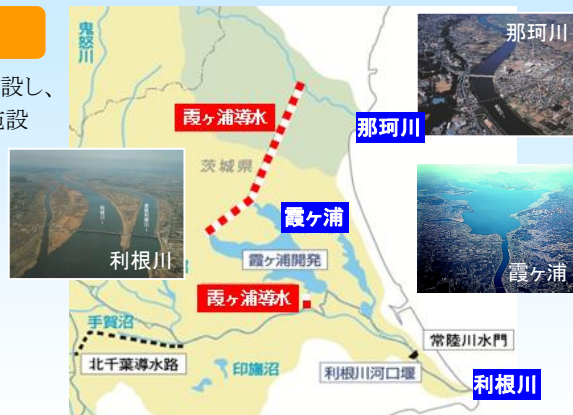 設し、
施設
鬼怒川
那珂川
霞ヶ浦導水
那珂川
茨城県
霞ヶ浦
利根川
霞ヶ浦開発
霞ヶ浦
霞ヶ浦導水
手賀沼
常陸川水門
北千葉導水路
印旛沼
利根川河口堰
利根川